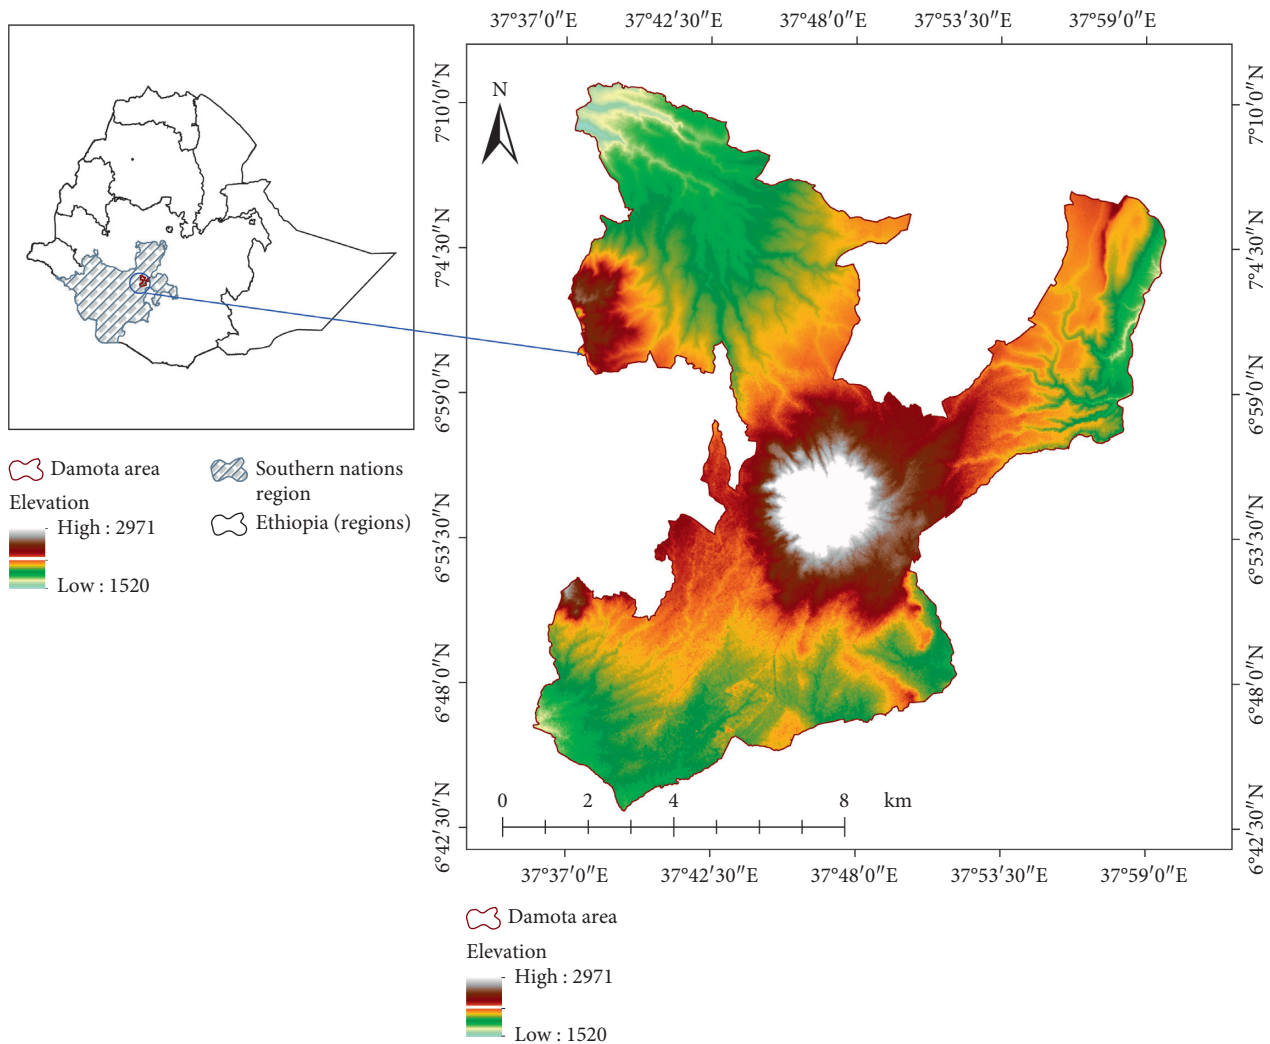 37°37′0″E 37°42′30″E 37°48′0″E 37°53′30″E 37°59′0″E
N
7°10′0″N 7°10′0″N
7°4′30″N 7°4′30″N
6°59′0″N 6°59′0″N
6°53′30″N 6°53′30″N
6°48′0″N 6°48′0″N
6°42′30″N 6°42′30″N
Damota area
Elevation
High : 2971
Low : 1520
Southern nations
region
Ethiopia (regions)
0 2 4 8 km
37°37′0″E 37°42′30″E 37°48′0″E 37°53′30″E 37°59′0″E
Damota area
Elevation
High : 2971
Low : 1520